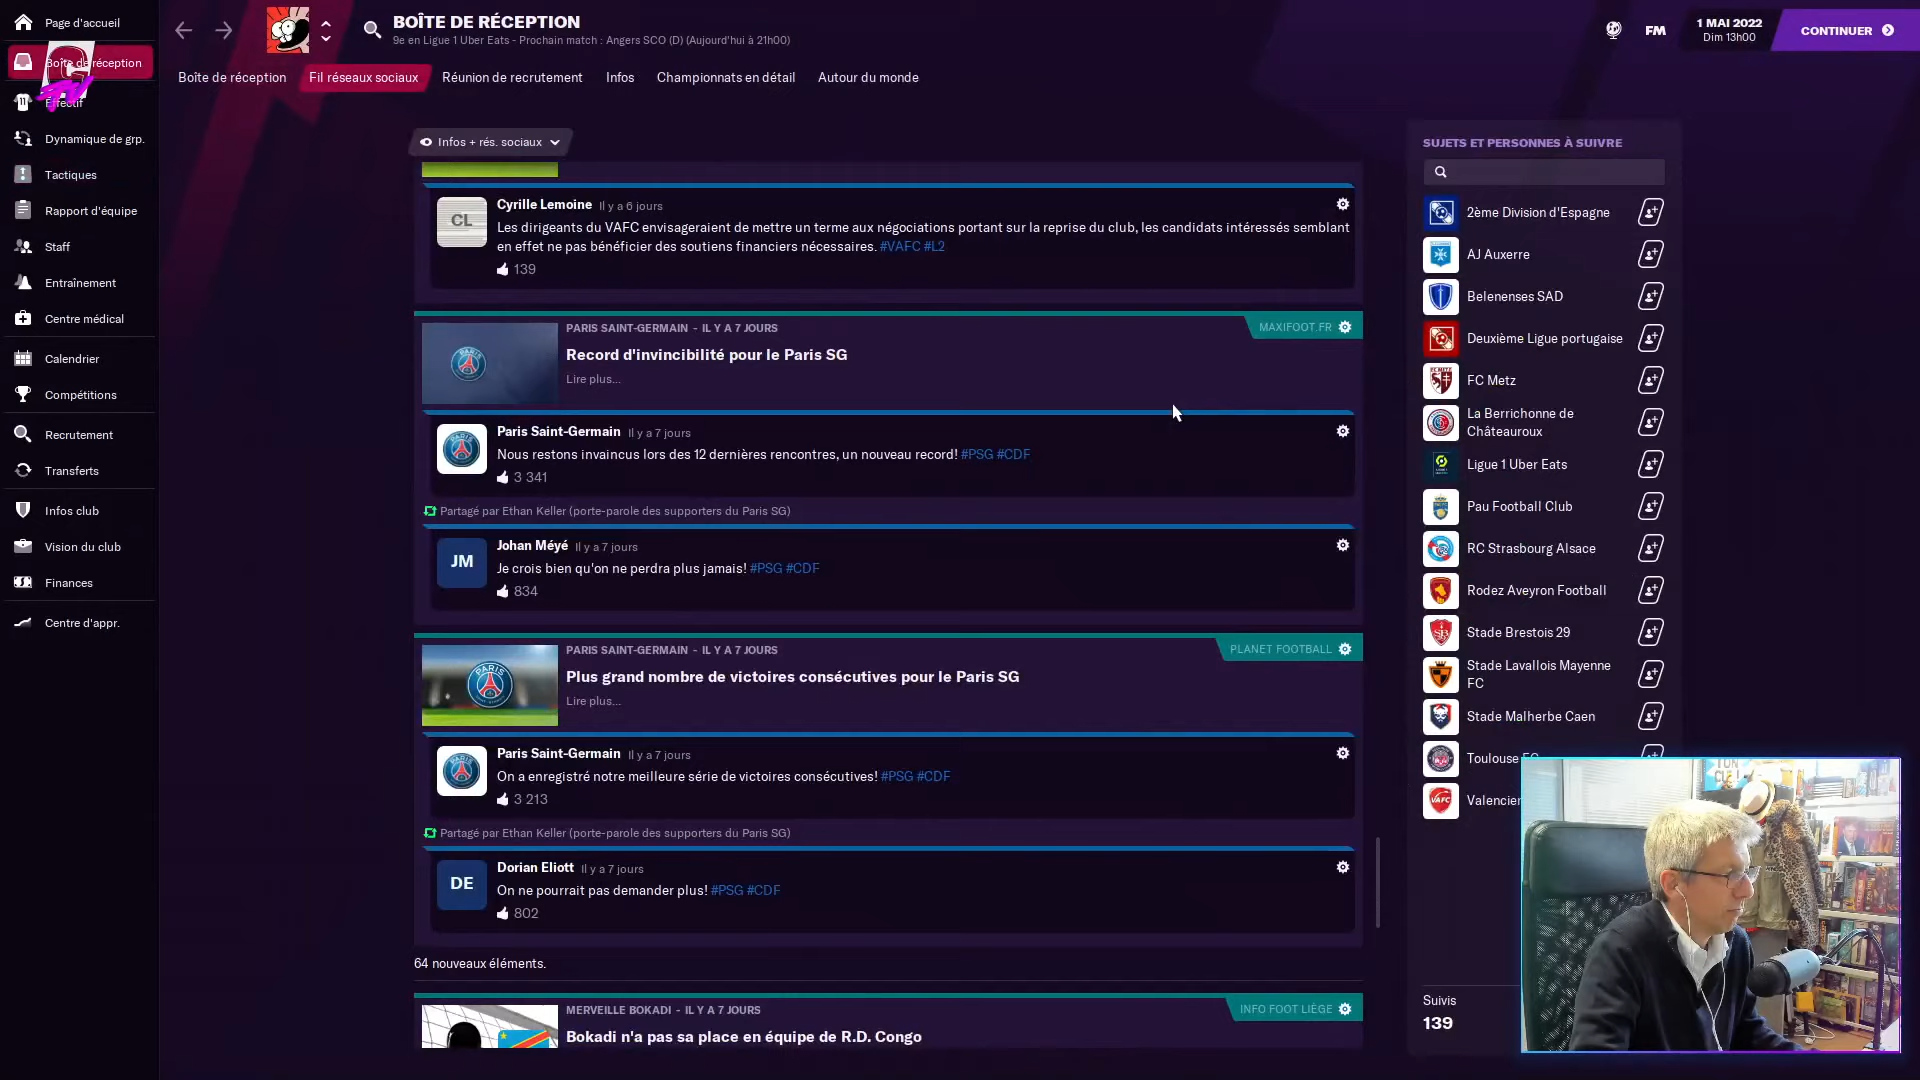 Page d'accueil
BOÎTE DE RÉCEPTION
9e en Ligue 1 Uber Eats - Prochain match : Angers SCO (D) (Aujourd'hui à 21h00)
FM
1 MAI 2022
Dim 13h00
CONTINUER
Boîte de réception
Boîte de réception
Fil réseaux sociaux
Réunion de recrutement
Infos
Championnats en détail
Autour du monde
Effectif
Dynamique de grp.
Tactiques
Rapport d'équipe
Staff
Entraînement
Centre médical
Calendrier
Compétitions
Recrutement
Transferts
Infos club
Vision du club
Finances
Centre d'appr.
Infos + rés. sociaux
CL
Cyrille Lemoine Il y a 6 jours
Les dirigeants du VAFC envisageraient de mettre un terme aux négociations portant sur la reprise du club, les candidats intéressés semblant
en effet ne pas bénéficier des soutiens financiers nécessaires. #VAFC #L2
139
PARIS SAINT-GERMAIN - IL Y A 7 JOURS
MAXIFOOT.FR
Record d'invincibilité pour le Paris SG
Lire plus...
Paris Saint-Germain Il y a 7 jours
Nous restons invaincus lors des 12 dernières rencontres, un nouveau record! #PSG #CDF
3 341
Partagé par Ethan Keller (porte-parole des supporters du Paris SG)
JM
Johan Méyé Il y a 7 jours
Je crois bien qu'on ne perdra plus jamais! #PSG #CDF
834
PARIS SAINT-GERMAIN - IL Y A 7 JOURS
PLANET FOOTBALL
Plus grand nombre de victoires consécutives pour le Paris SG
Lire plus...
Paris Saint-Germain Il y a 7 jours
On a enregistré notre meilleure série de victoires consécutives! #PSG #CDF
3 213
Partagé par Ethan Keller (porte-parole des supporters du Paris SG)
DE
Dorian Eliott Il y a 7 jours
On ne pourrait pas demander plus! #PSG #CDF
802
64 nouveaux éléments.
MERVEILLE BOKADI - IL Y A 7 JOURS
INFO FOOT LIÈGE
Bokadi n'a pas sa place en équipe de R.D. Congo
SUJETS ET PERSONNES À SUIVRE
2ème Division d'Espagne
AJ Auxerre
Belenenses SAD
Deuxième Ligue portugaise
FC Metz
La Berrichonne de
Châteauroux
Ligue 1 Uber Eats
Pau Football Club
RC Strasbourg Alsace
Rodez Aveyron Football
Stade Brestois 29
Stade Lavallois Mayenne
FC
Stade Malherbe Caen
Toulouse FC
Valencien
Suivis
139